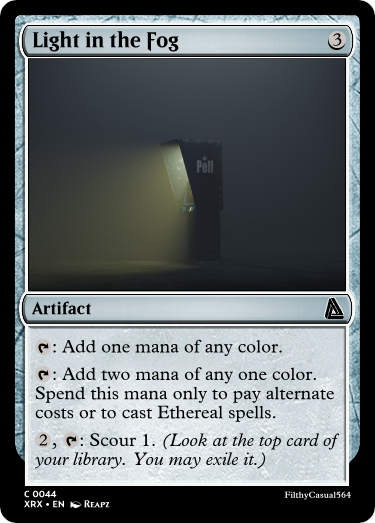 Light in the Fog
3
Pell
Artifact
: Add one mana of any color.
: Add two mana of any one color.
Spend this mana only to pay alternate
costs or to cast Ethereal spells.
2, : Scour 1. (Look at the top card of
your library. You may exile it.)
C 0044
XRX • EN Reapz
FilthyCasual564